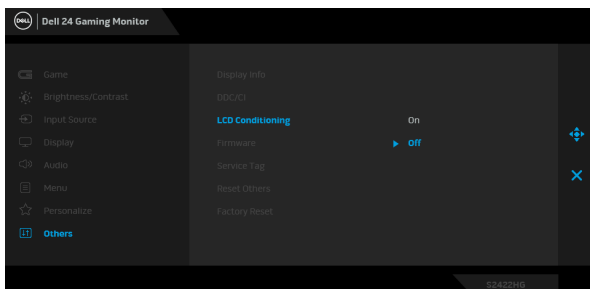 DELL Dell 24 Gaming Monitor
Game Display Info
Brightness/Contrast DDC/CI
Input Source LCD Conditioning On
Display Firmware Off
Audio Service Tag
Menu Reset Others
Personalize Factory Reset
Others
S2422HG